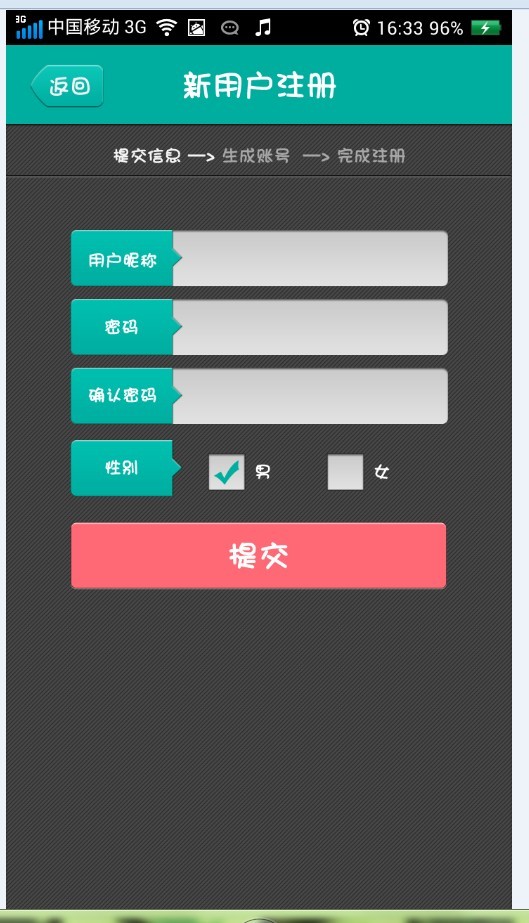 3G 中国移动 3G 16:33 96%
返回 新用户注册
提交信息 —> 生成账号 —> 完成注册
用户昵称
密码
确认密码
性别 男 女
提交